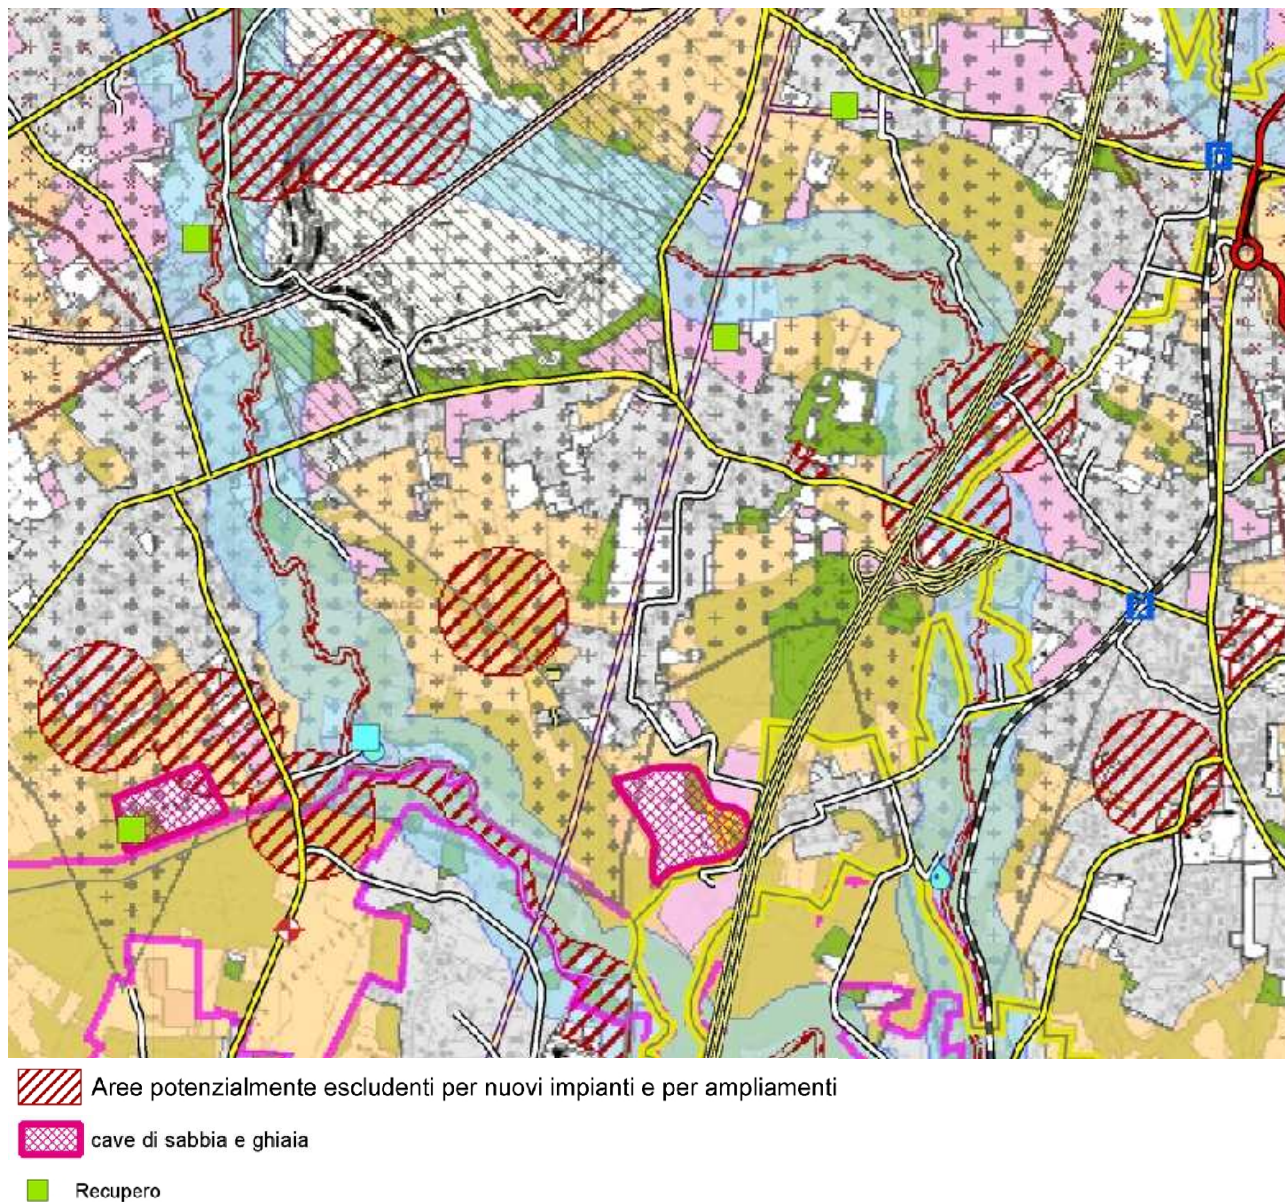 Aree potenzialmente escludenti per nuovi impianti e per ampliamenti
cave di sabbia e ghiaia
Recupero